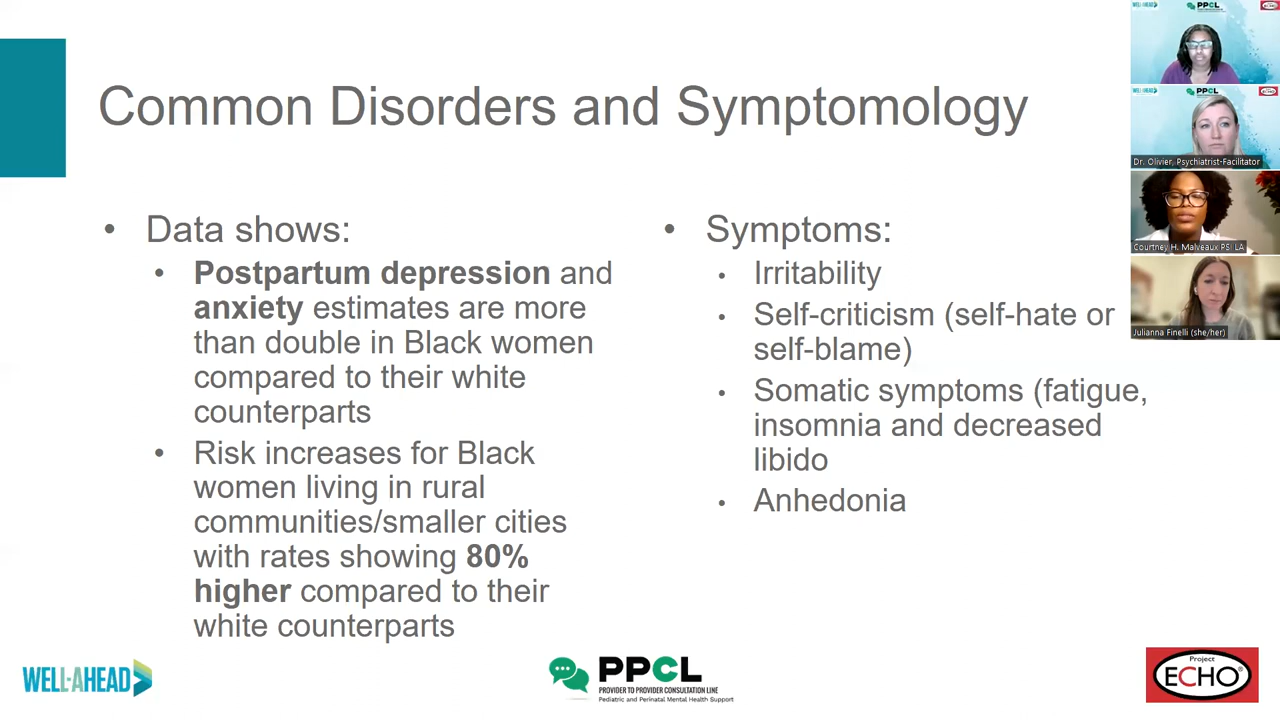 Common Disorders and Symptomology
• Data shows:
• Postpartum depression and
anxiety estimates are more
than double in Black women
compared to their white
counterparts
• Risk increases for Black
women living in rural
communities/smaller cities
with rates showing 80%
higher compared to their
white counterparts
• Symptoms:
• Irritability
• Self-criticism (self-hate or
self-blame)
• Somatic symptoms (fatigue,
insomnia and decreased
libido
• Anhedonia
PPCL
PPCL
Dr. Olivier, Psychiatrist-Facilitator
Courtney H. Malveaux PSI LA
Julianna Finelli (she/her)
WELL-AHEAD
PPCL
PROVIDER TO PROVIDER CONSULTATION LINE
Pediatric and Perinatal Mental Health Support
Project
ECHO®